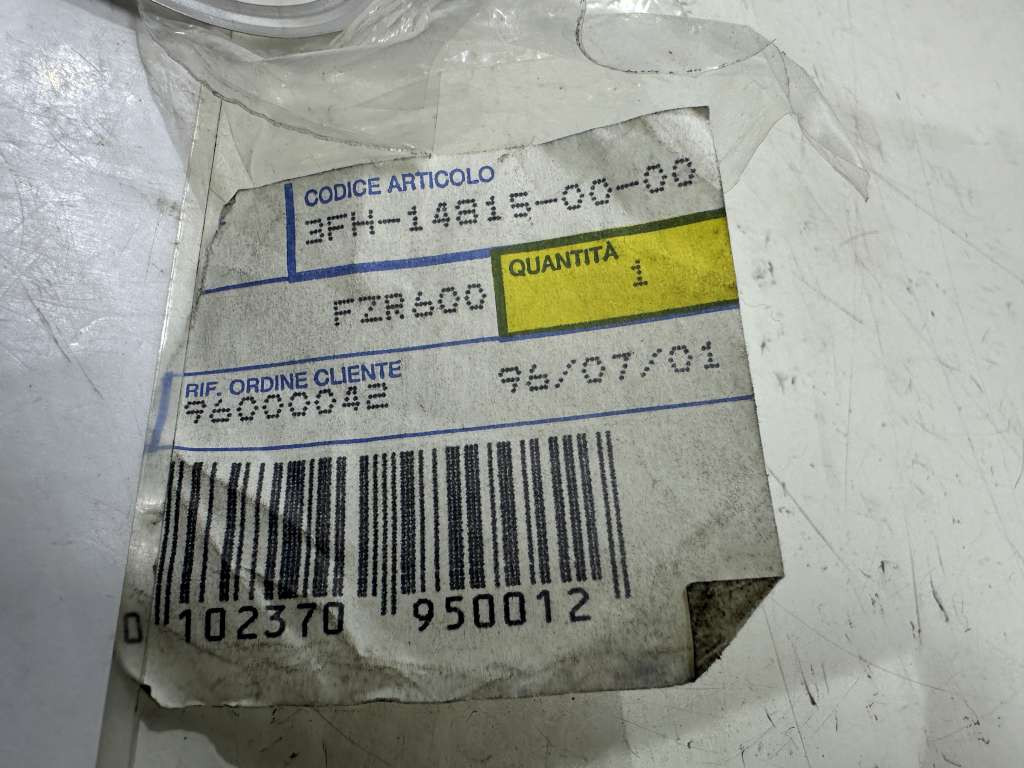 CODICE ARTICOLO
3FH-14815-00-00
QUANTITÀ
1
FZR600
RIF. ORDINE CLIENTE
96000042
96/07/01
0 102370 950012